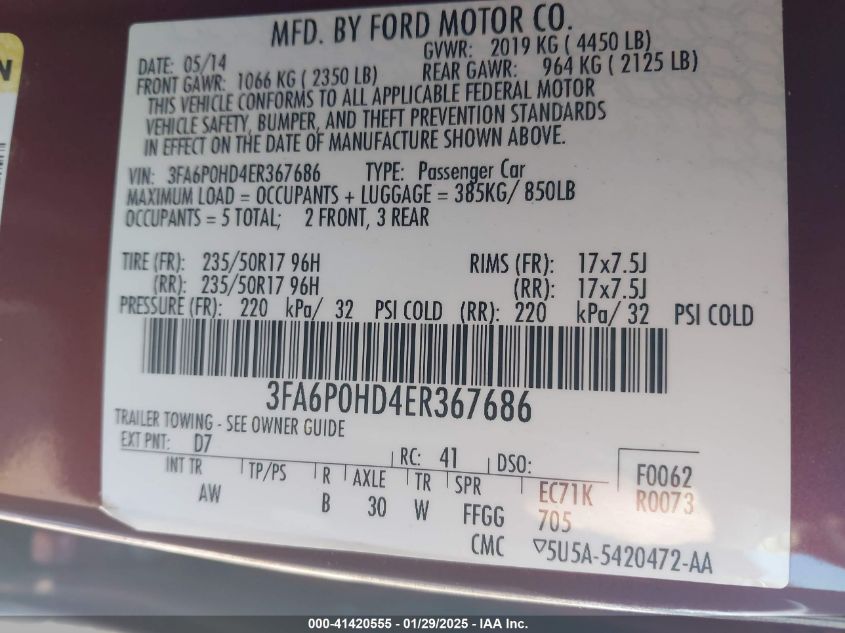 N
MFD. BY FORD MOTOR CO.
DATE: 05/14 GVWR: 2019 KG ( 4450 LB)
FRONT GAWR: 1066 KG ( 2350 LB) REAR GAWR: 964 KG ( 2125 LB)
THIS VEHICLE CONFORMS TO ALL APPLICABLE FEDERAL MOTOR
VEHICLE SAFETY, BUMPER, AND THEFT PREVENTION STANDARDS
IN EFFECT ON THE DATE OF MANUFACTURE SHOWN ABOVE.
VIN: 3FA6P0HD4ER367686 TYPE: Passenger Car
MAXIMUM LOAD = OCCUPANTS + LUGGAGE = 385KG/ 850LB
OCCUPANTS = 5 TOTAL; 2 FRONT, 3 REAR
TIRE (FR): 235/50R17 96H RIMS (FR): 17x7.5J
(RR): 235/50R17 96H (RR): 17x7.5J
PRESSURE (FR): 220 kPa/ 32 PSI COLD (RR): 220 kPa/ 32 PSI COLD
3FA6P0HD4ER367686
TRAILER TOWING - SEE OWNER GUIDE
EXT PNT: D7 RC: 41 DSO: F0062
INT TR TP/PS R AXLE TR SPR EC71K R0073
AW B 30 W FFGG 705
CMC ▽5U5A-5420472-AA
000-41420555 - 01/29/2025 - IAA Inc.